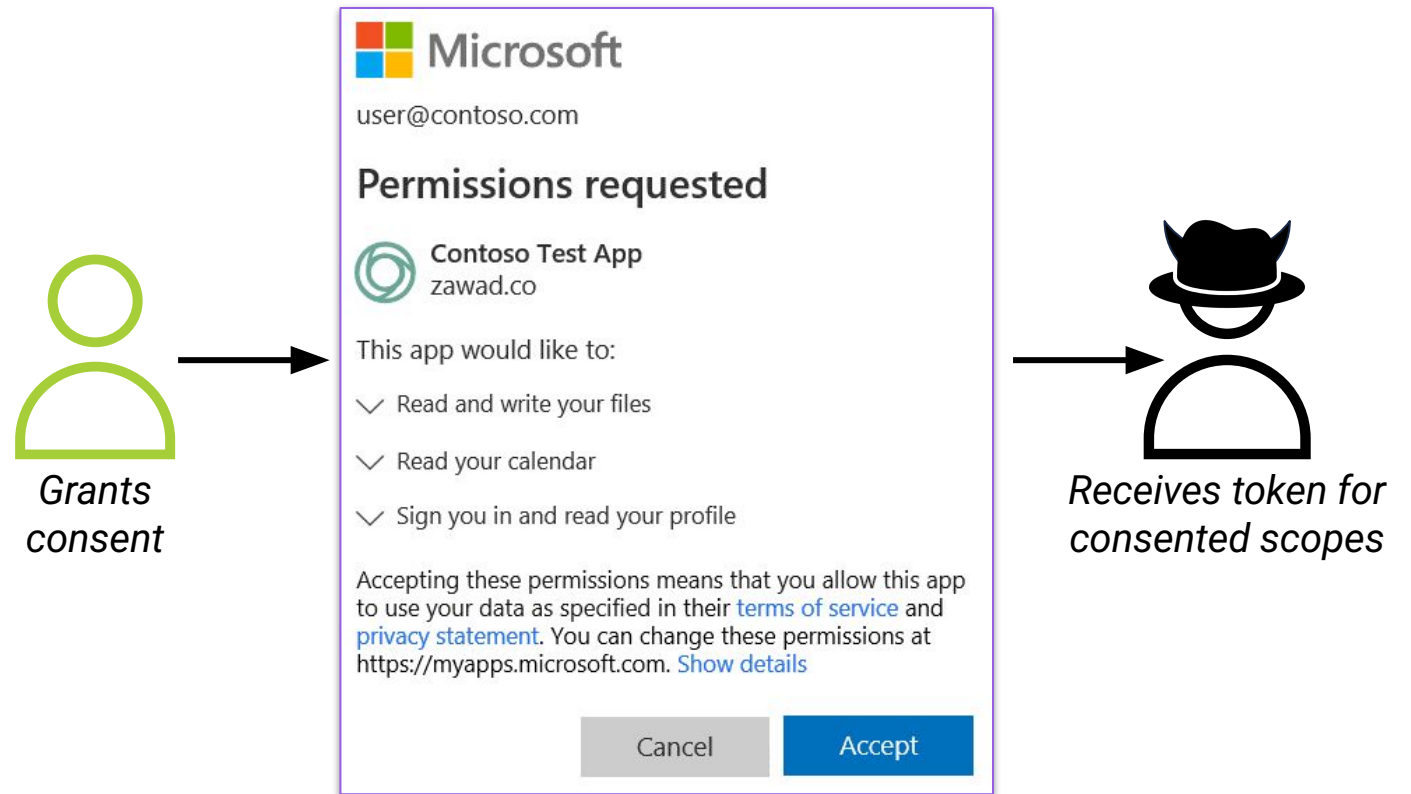 Microsoft
user@contoso.com
Permissions requested
Contoso Test App
zawad.co
This app would like to:
Read and write your files
Read your calendar
Sign you in and read your profile
Accepting these permissions means that you allow this app
to use your data as specified in their terms of service and
privacy statement. You can change these permissions at
https://myapps.microsoft.com. Show details
Cancel
Accept
Grants
consent
Receives token for
consented scopes